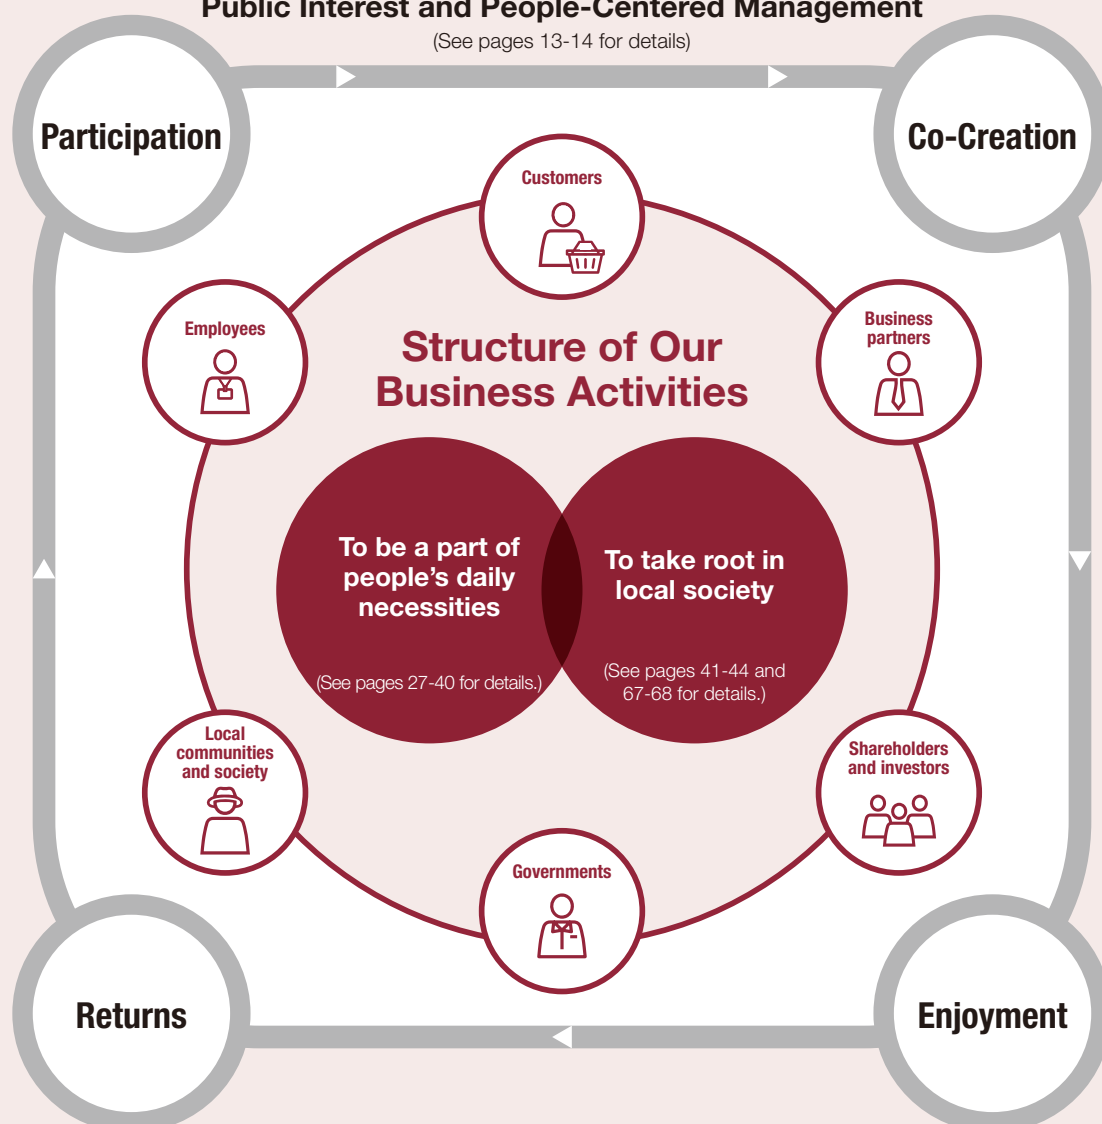 Public Interest and People-Centered Management
(See pages 13-14 for details)
Participation
Co-Creation
Customers
Employees
Business
partners
Structure of Our
Business Activities
To be a part of
people’s daily
necessities
(See pages 27-40 for details.)
To take root in
local society
(See pages 41-44 and
67-68 for details.)
Local
communities
and society
Shareholders
and investors
Governments
Returns
Enjoyment